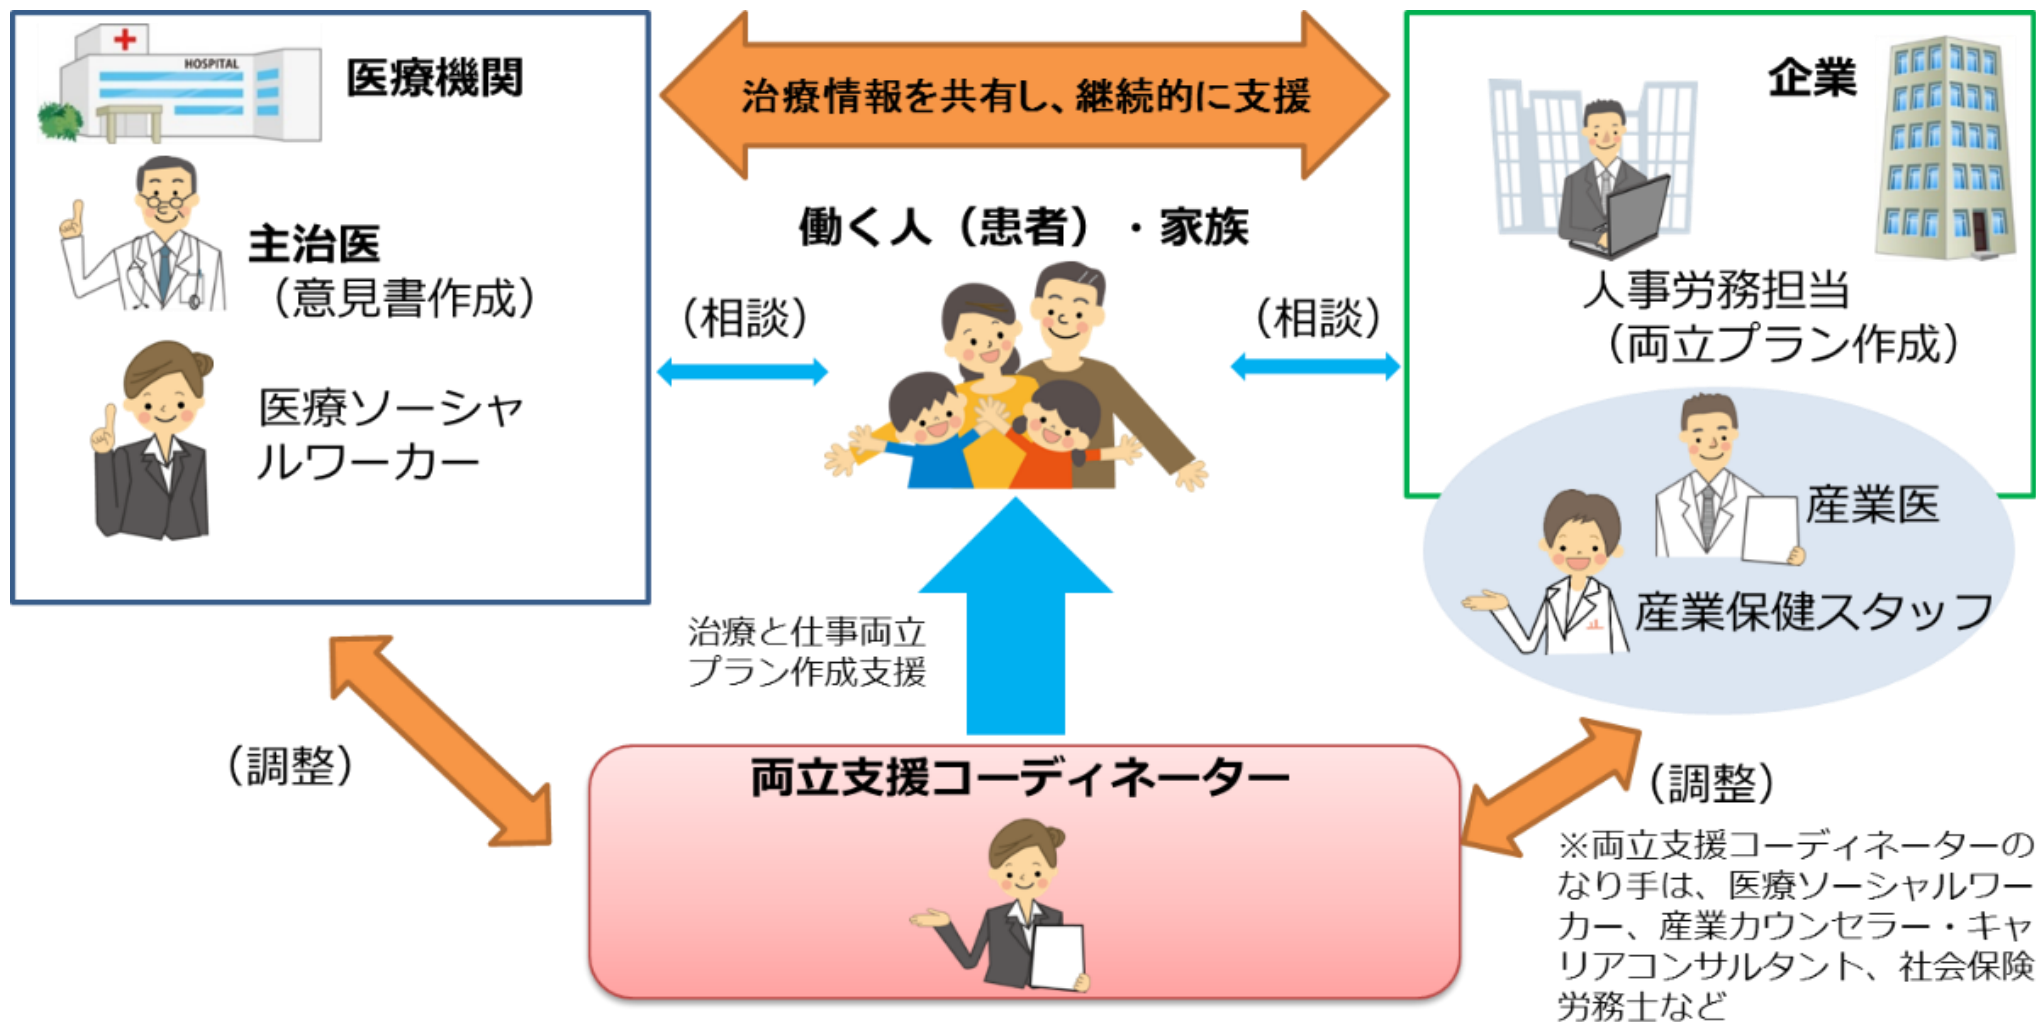 HOSPITAL
医療機関
主治医
（意見書作成）
医療ソーシャ
ルワーカー
治療情報を共有し、継続的に支援
働く人（患者）・家族
（相談）
（相談）
企業
人事労務担当
（両立プラン作成）
産業医
産業保健スタッフ
治療と仕事両立
プラン作成支援
（調整）
両立支援コーディネーター
（調整）
※両立支援コーディネーターの
なり手は、医療ソーシャルワー
カー、産業カウンセラー・キャ
リアコンサルタント、社会保険
労務士など